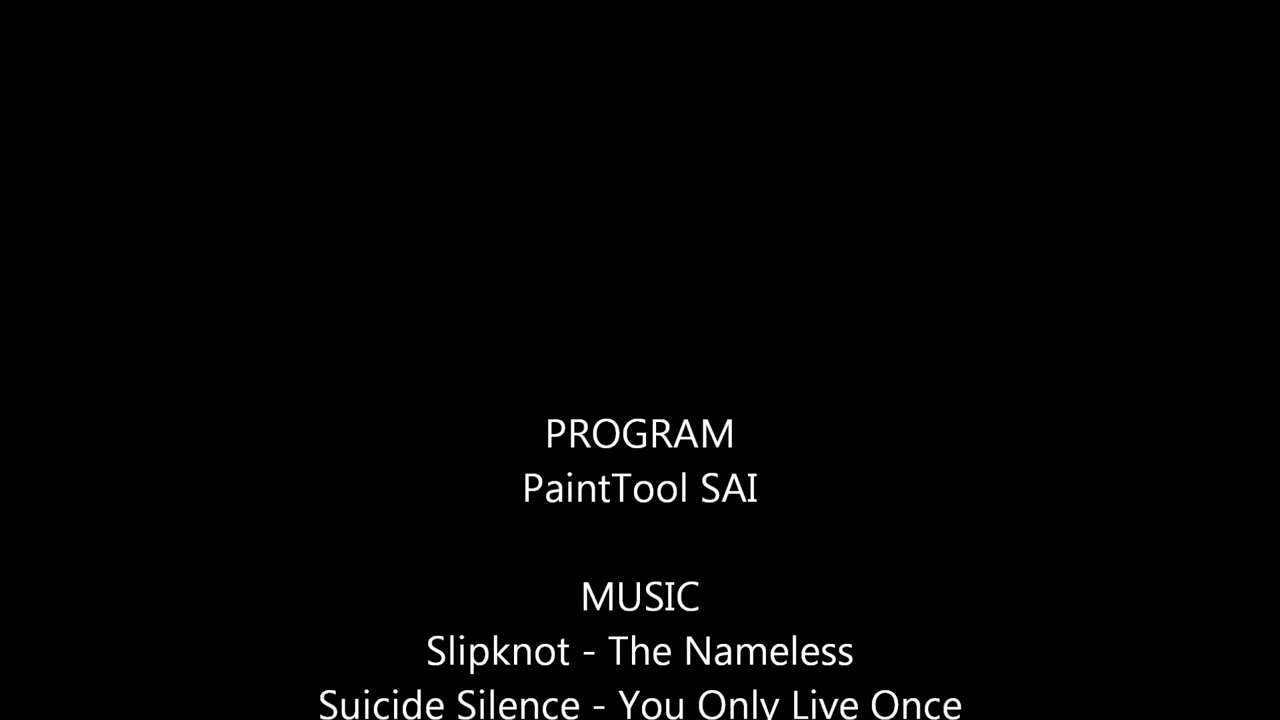 PROGRAM
PaintTool SAI
MUSIC
Slipknot - The Nameless
Suicide Silence - You Only Live Once